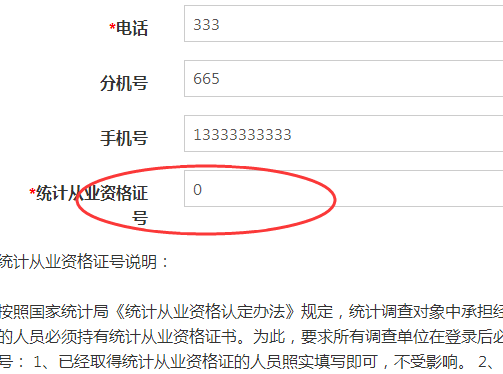 *电话 333
分机号 665
手机号 13333333333
*统计从业资格证 0
号
统计从业资格证号说明：
按照国家统计局《统计从业资格认定办法》规定，统计调查对象中承担经
的人员必须持有统计从业资格证书。为此，要求所有调查单位在登录后必
号： 1、已经取得统计从业资格证的人员照实填写即可，不受影响。 2、